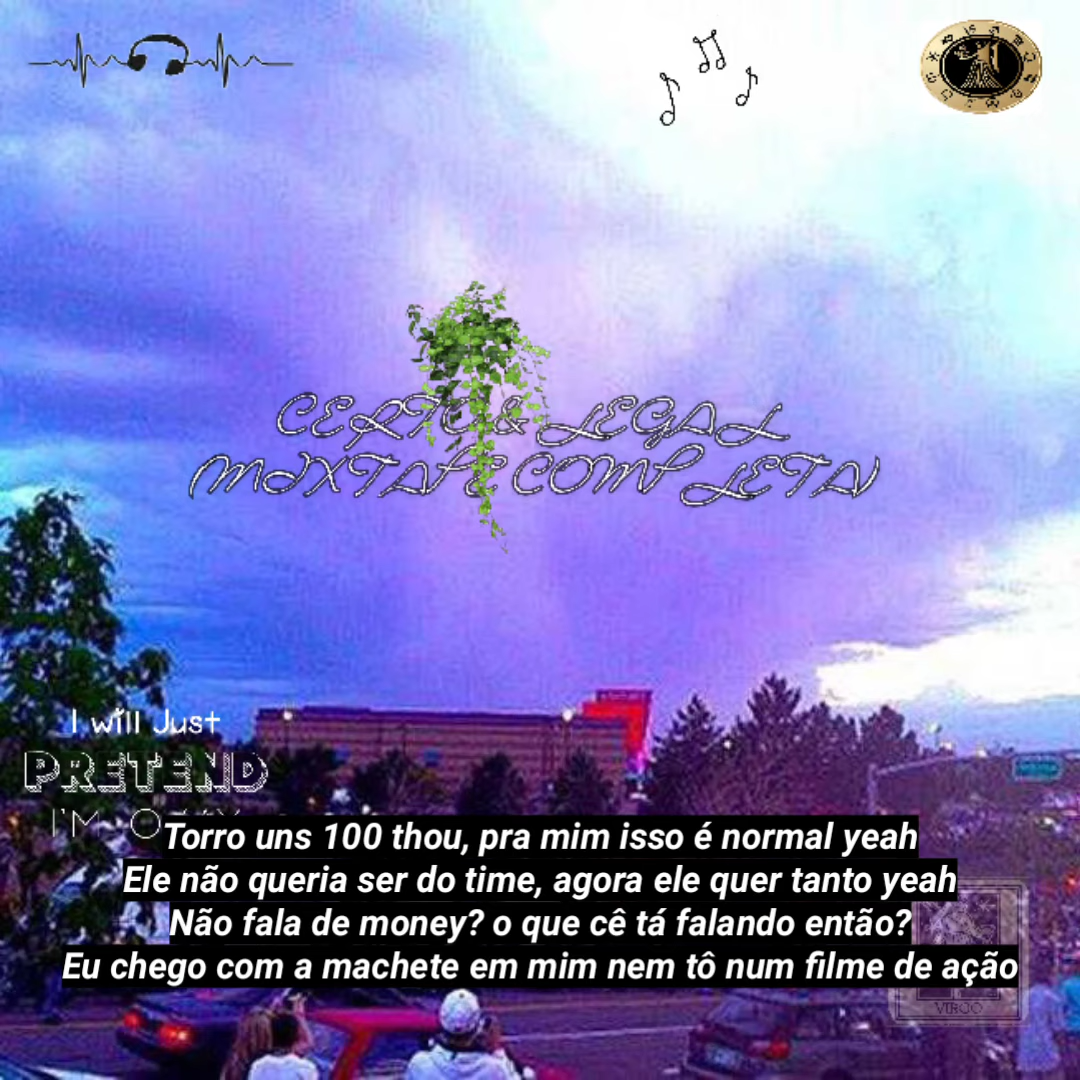 CERTO & LEGAL
(MIXTAPE COMPLETA)
I will Just
PRETEND
I'M
Torro uns 100 thou, pra mim isso é normal yeah
Ele não queria ser do time, agora ele quer tanto yeah
Não fala de money? o que cê tá falando então?
Eu chego com a machete em mim nem tô num filme de ação
VIRGO